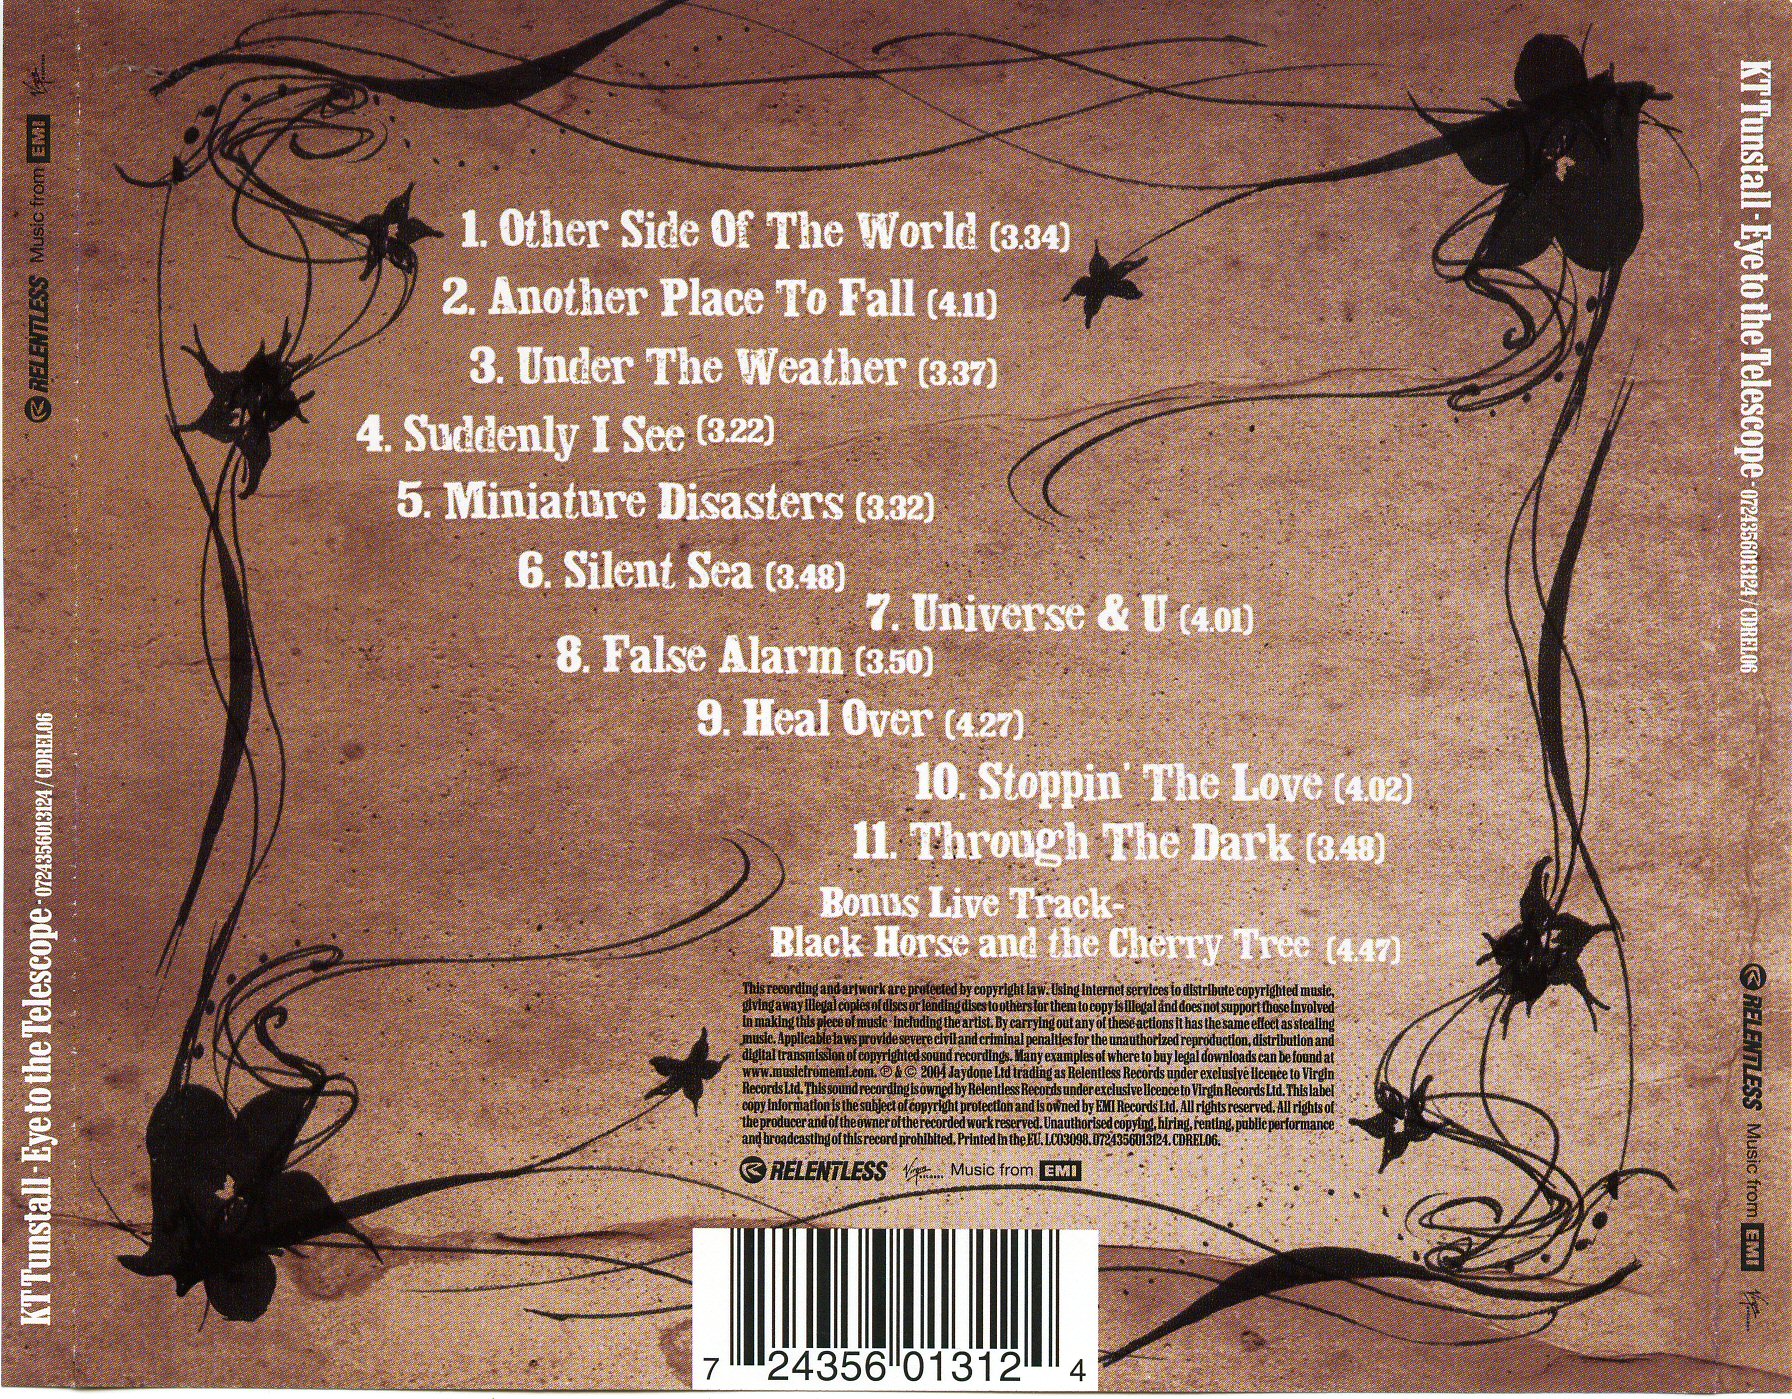 1. Other Side Of The World (3.34)
2. Another Place To Fall (4.11)
3. Under The Weather (3.37)
4. Suddenly I See (3.22)
5. Miniature Disasters (3.32)
6. Silent Sea (3.48)
7. Universe & U (4.01)
8. False Alarm (3.50)
9. Heal Over (4.27)
10. Stoppin' The Love (4.02)
11. Through The Dark (3.48)
Bonus Live Track-
Black Horse and the Cherry Tree (4.47)
This recording and artwork are protected by copyright law. Using Internet services to distribute copyrighted music,
giving away illegal copies of discs or lending discs to others for them to copy is illegal and does not support those involved
in making this piece of music - including the artist. By carrying out any of these actions it has the same effect as stealing
music. Applicable laws provide severe civil and criminal penalties for the unauthorized reproduction, distribution and
digital transmission of copyrighted sound recordings. Many examples of where to buy legal downloads can be found at
www.musicfromemi.com. ℗ & © 2004 Jaydone Ltd trading as Relentless Records under exclusive licence to Virgin
Records Ltd. This sound recording is owned by Relentless Records under exclusive licence to Virgin Records Ltd. This label
copy information is the subject of copyright protection and is owned by EMI Records Ltd. All rights reserved. All rights of
the producer and of the owner of the recorded work reserved. Unauthorised copying, hiring, renting, public performance
and broadcasting of this record prohibited. Printed in the EU. LC03098. 0724356013124. CDREL06.
RELENTLESS Virgin Music from EMI
7 24356 01312 4
KT Tunstall - Eye to the Telescope - 0724356013124 / CDREL06
RELENTLESS Music from EMI Virgin
KT Tunstall - Eye to the Telescope - 0724356013124 / CDREL06
RELENTLESS Music from EMI Virgin